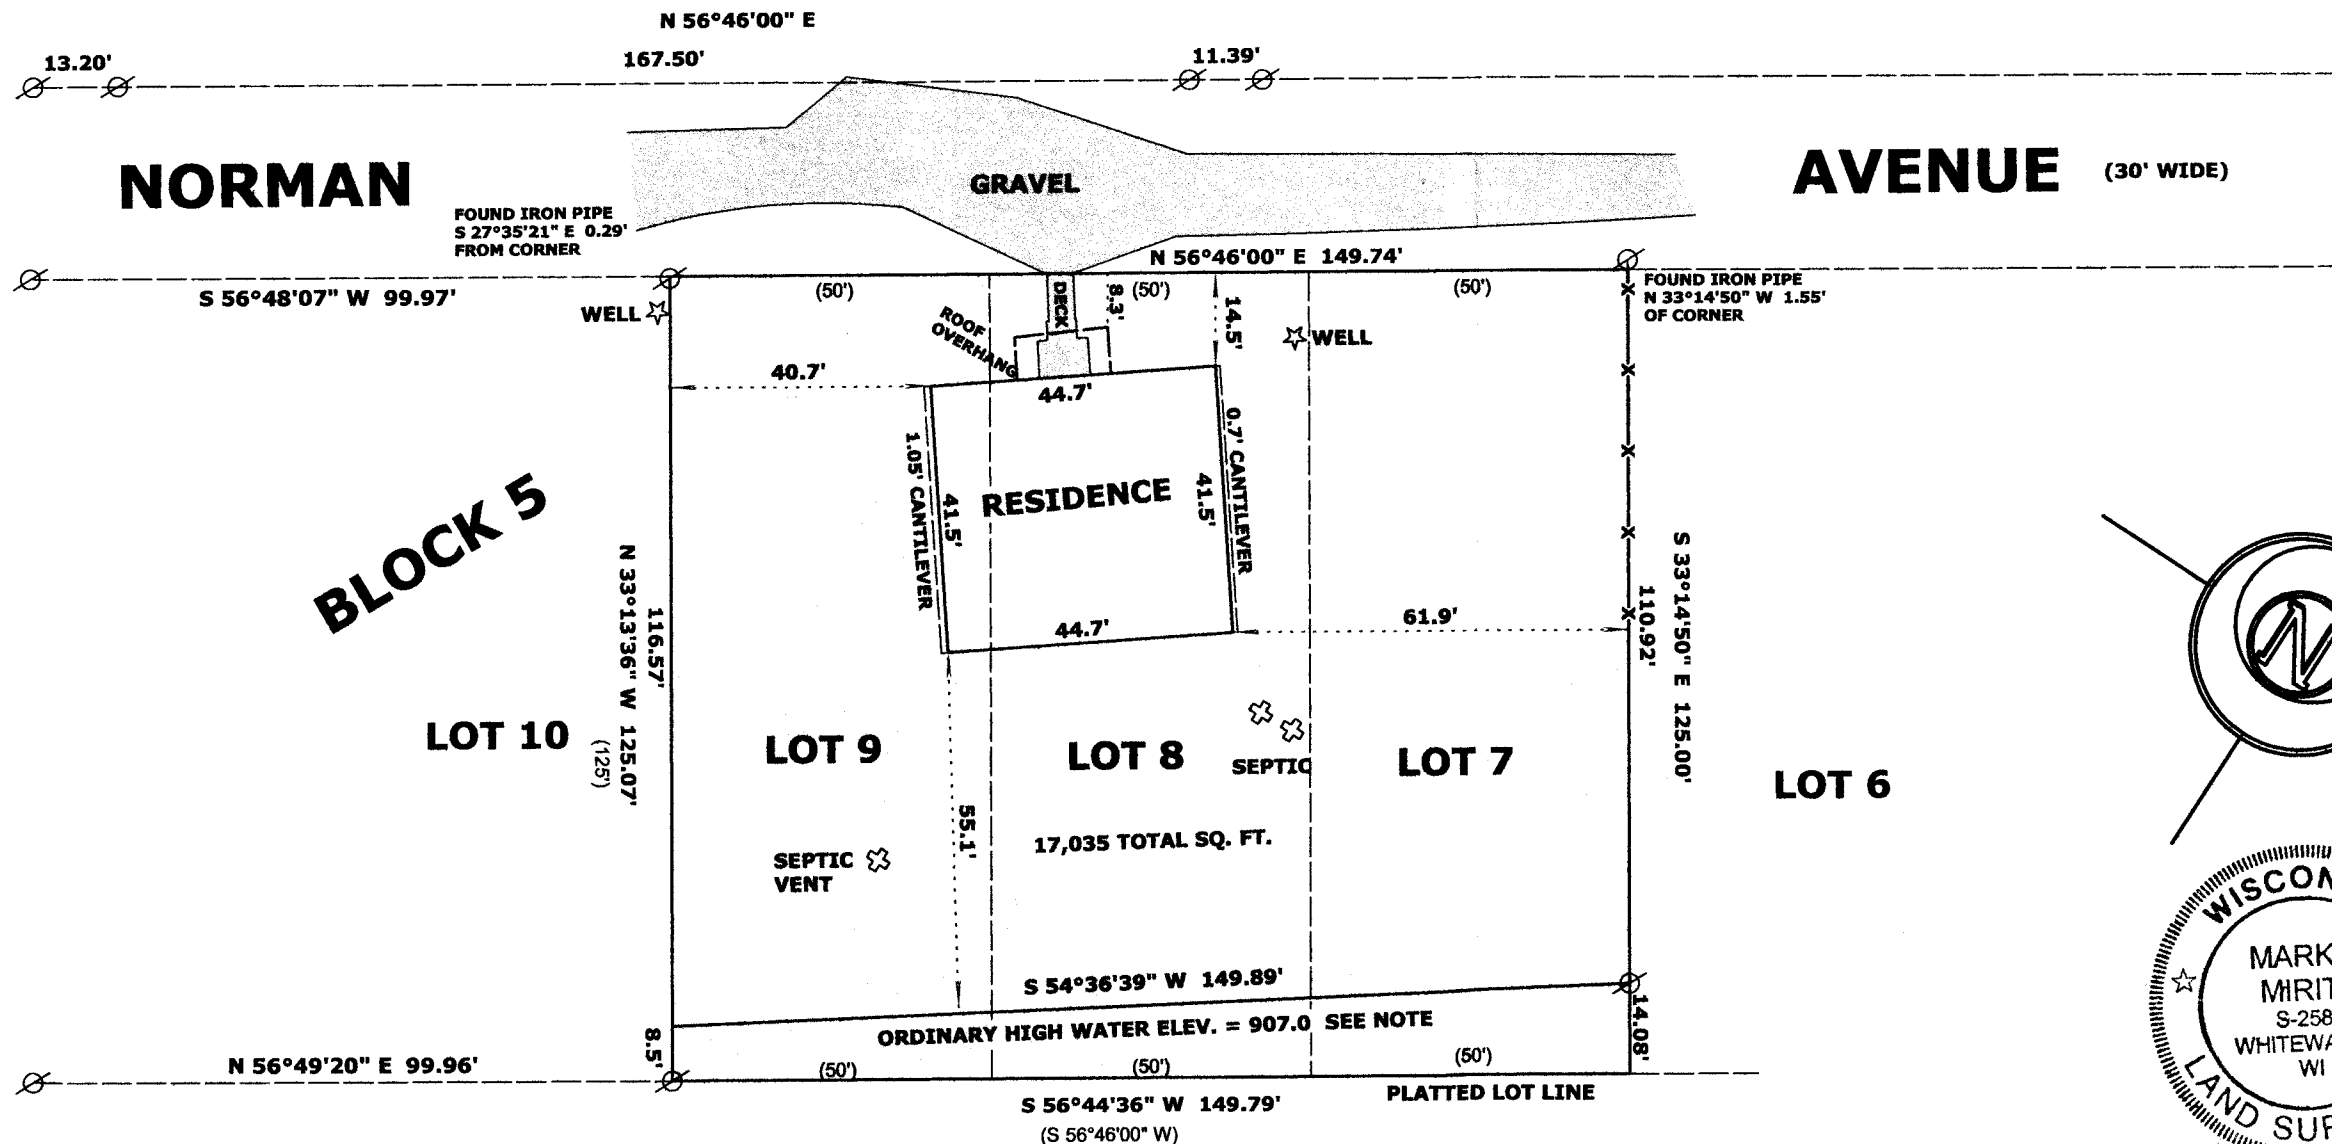 N 56°46'00" E
13.20'
167.50'
11.39'
NORMAN
AVENUE
(30' WIDE)
GRAVEL
FOUND IRON PIPE
S 27°35'21" E 0.29'
FROM CORNER
N 56°46'00" E 149.74'
S 56°48'07" W 99.97'
(50')
(50')
(50')
FOUND IRON PIPE
N 33°14'50" W 1.55'
OF CORNER
WELL
DECK
8.3'
14.5'
ROOF
OVERHANG
WELL
40.7'
44.7'
1.05' CANTILEVER
41.5'
RESIDENCE
41.5'
0.7' CANTILEVER
BLOCK 5
N 33°13'36" W 125.07'
(125')
116.57'
44.7'
61.9'
110.92'
S 33°14'50" E 125.00'
N
LOT 10
LOT 9
LOT 8
LOT 7
LOT 6
SEPTIC
55.1'
17,035 TOTAL SQ. FT.
SEPTIC
VENT
S 54°36'39" W 149.89'
ORDINARY HIGH WATER ELEV. = 907.0 SEE NOTE
8.5'
14.08'
N 56°49'20" E 99.96'
(50')
(50')
(50')
S 56°44'36" W 149.79'
(S 56°46'00" W)
PLATTED LOT LINE
WISCON
MARK
MIRIT
S-258
WHITEWA
WI
LAND SUR